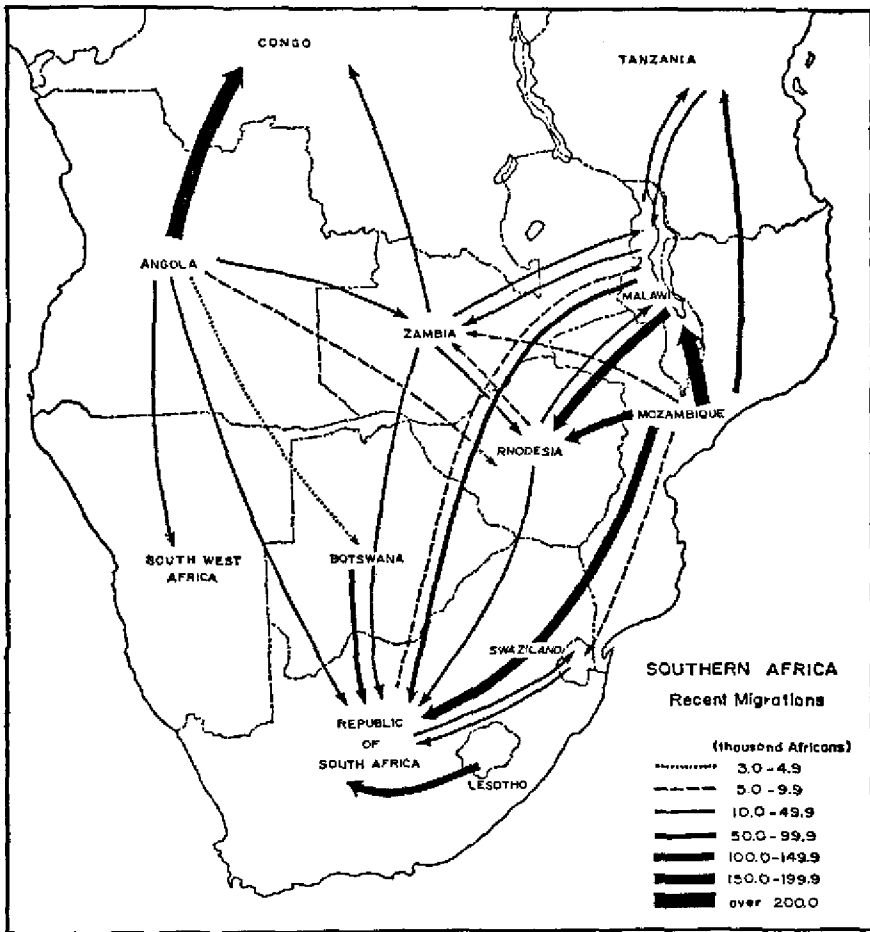 CONGO
TANZANIA
ANGOLA
MALAWI
ZAMBIA
MOZAMBIQUE
RHODESIA
SOUTH WEST
AFRICA
BOTSWANA
SWAZILAND
REPUBLIC
OF
SOUTH AFRICA
LESOTHO
SOUTHERN AFRICA
Recent Migrations
(thousand Africans)
3.0-4.9
5.0-9.9
10.0-49.9
50.0-99.9
100.0-149.9
150.0-199.9
over 200.0